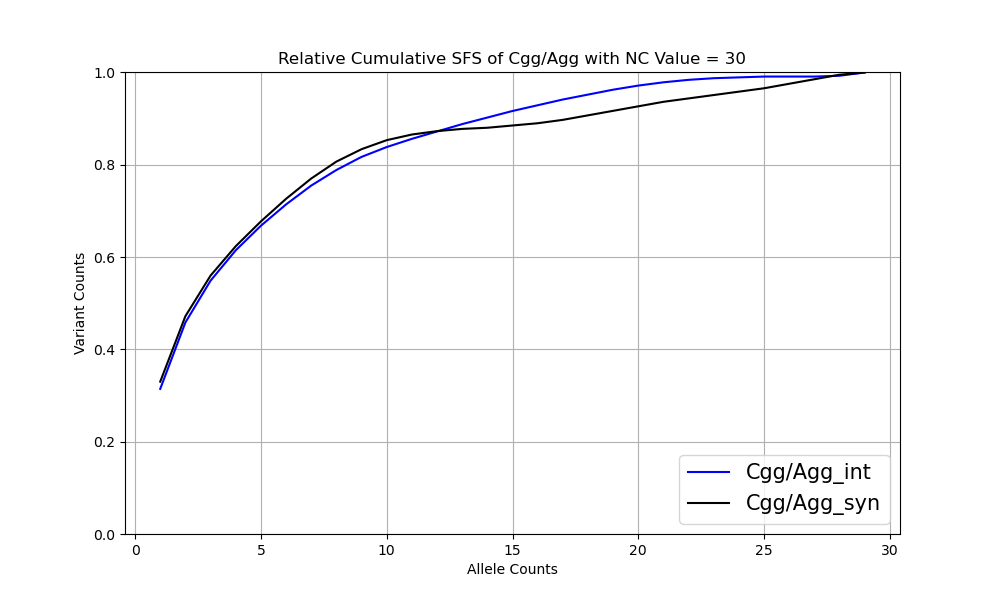 Relative Cumulative SFS of Cgg/Agg with NC Value = 30
Variant Counts
1.0
0.8
0.6
0.4
0.2
0.0
0 5 10 15 20 25 30
Allele Counts
Cgg/Agg_int
Cgg/Agg_syn